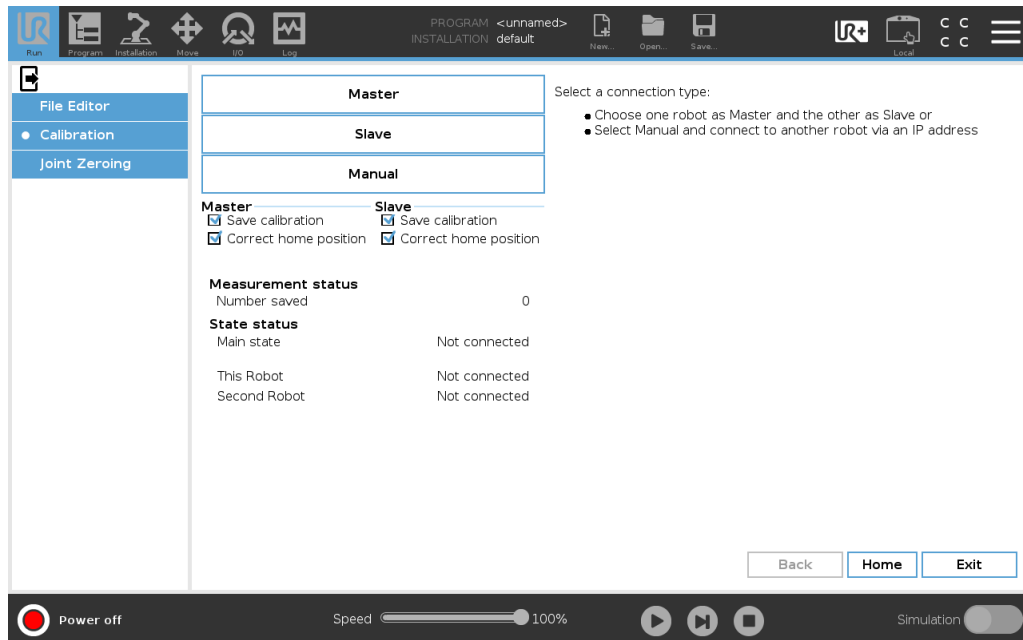 PROGRAM <unnamed>
INSTALLATION default
UR
Run
Program
Installation
Move
I/O
Log
New...
Open...
Save...
UR+
Local
C C
C C
File Editor
Calibration
Joint Zeroing
Master
Slave
Manual
Select a connection type:
Choose one robot as Master and the other as Slave or
Select Manual and connect to another robot via an IP address
Master Slave
Save calibration Save calibration
Correct home position Correct home position
Measurement status
Number saved 0
State status
Main state Not connected
This Robot Not connected
Second Robot Not connected
Back Home Exit
Power off Speed 100% Simulation